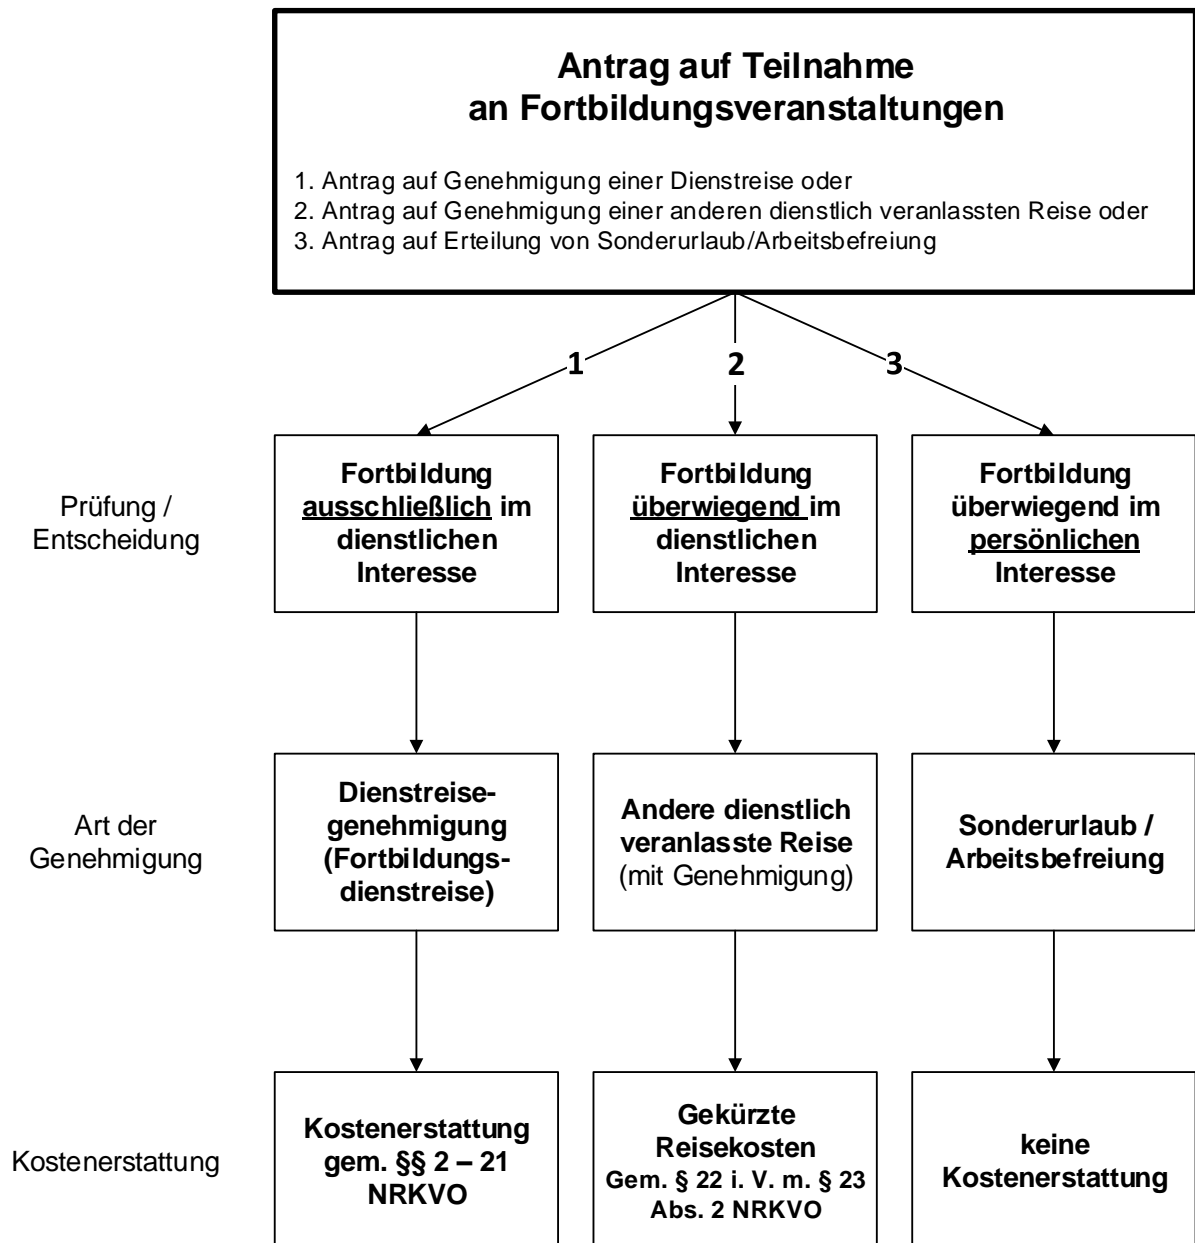 Antrag auf Teilnahme
an Fortbildungsveranstaltungen
1. Antrag auf Genehmigung einer Dienstreise oder
2. Antrag auf Genehmigung einer anderen dienstlich veranlassten Reise oder
3. Antrag auf Erteilung von Sonderurlaub/Arbeitsbefreiung
1
2
3
Prüfung /
Entscheidung
Fortbildung
ausschließlich im
dienstlichen
Interesse
Fortbildung
überwiegend im
dienstlichen
Interesse
Fortbildung
überwiegend im
persönlichen
Interesse
Art der
Genehmigung
Dienstreise-
genehmigung
(Fortbildungs-
dienstreise)
Andere dienstlich
veranlasste Reise
(mit Genehmigung)
Sonderurlaub /
Arbeitsbefreiung
Kostenerstattung
Kostenerstattung
gem. §§ 2 – 21
NRKVO
Gekürzte
Reisekosten
Gem. § 22 i. V. m. § 23
Abs. 2 NRKVO
keine
Kostenerstattung